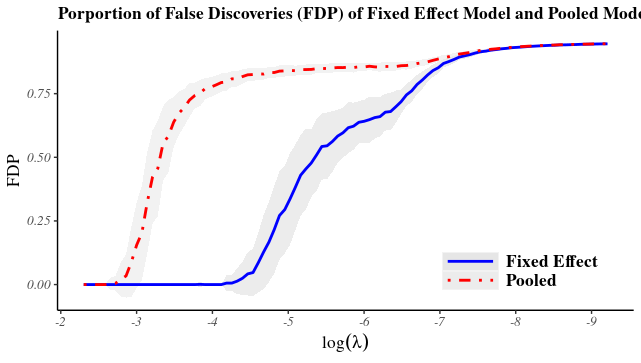 Porportion of False Discoveries (FDP) of Fixed Effect Model and Pooled Mode
FDP
0.75
0.50
0.25
0.00
Fixed Effect
Pooled
-2 -3 -4 -5 -6 -7 -8 -9
log(λ)